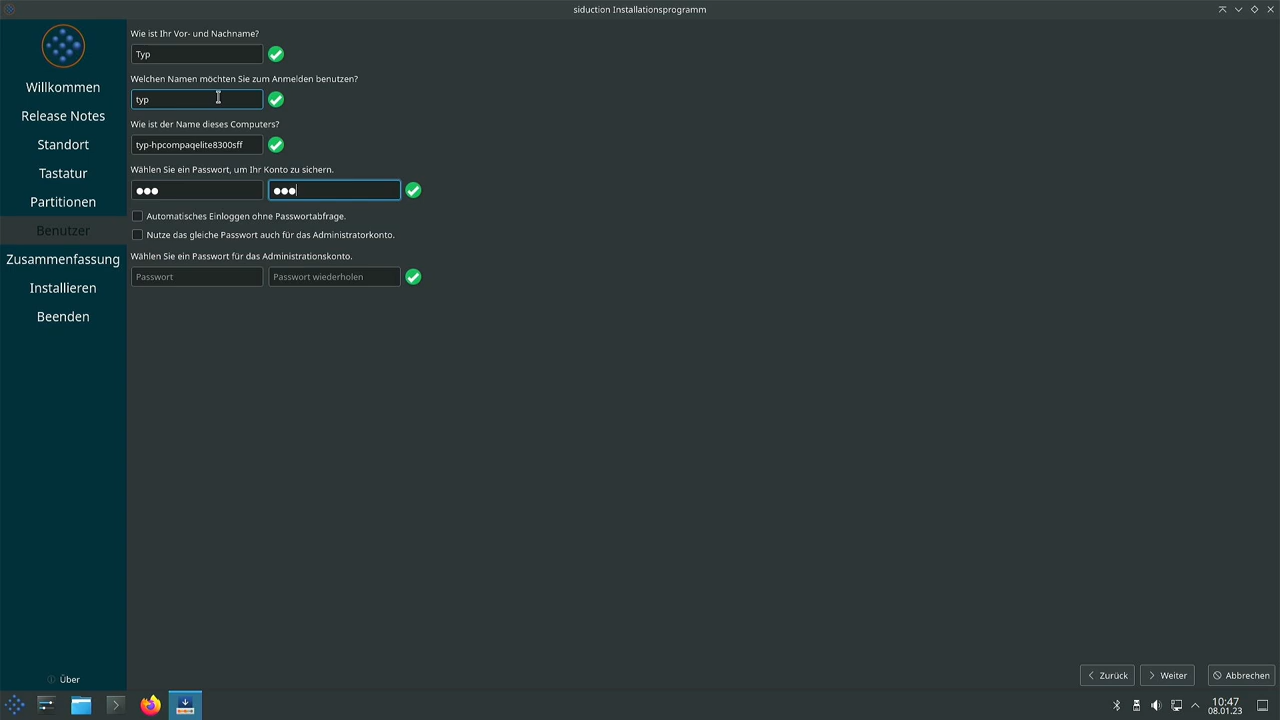 siduction Installationsprogramm
Wie ist Ihr Vor- und Nachname?
Typ
Welchen Namen möchten Sie zum Anmelden benutzen?
typ
Wie ist der Name dieses Computers?
typ-hpcompaqelite8300sff
Wählen Sie ein Passwort, um Ihr Konto zu sichern.
●●● ●●●
Automatisches Einloggen ohne Passwortabfrage.
Nutze das gleiche Passwort auch für das Administratorkonto.
Wählen Sie ein Passwort für das Administrationskonto.
Passwort Passwort wiederholen
Willkommen
Release Notes
Standort
Tastatur
Partitionen
Benutzer
Zusammenfassung
Installieren
Beenden
Über
Zurück Weiter Abbrechen
10:47
08.01.23